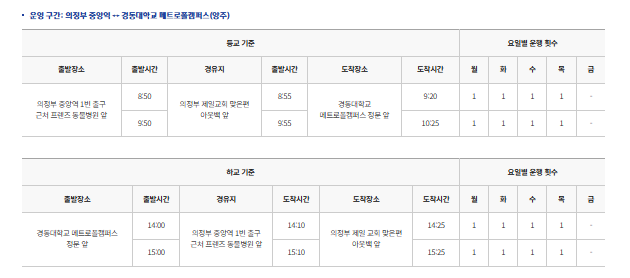 • 운영 구간: 의정부 중앙역 ↔ 경동대학교 메트로폴캠퍼스(양주)
등교 기준 요일별 운행 횟수
출발장소 출발시간 경유지 출발시간 도착장소 도착시간 월 화 수 목 금
의정부 중앙역 1번 출구
근처 프렌즈 동물병원 앞
8:50
의정부 제일교회 맞은편
아웃백 앞
8:55
경동대학교
메트로폴캠퍼스 정문 앞
9:20 1 1 1 1 -
9:50 9:55 10:25 1 1 1 1 -
하교 기준 요일별 운행 횟수
출발장소 출발시간 경유지 도착시간 도착장소 도착시간 월 화 수 목 금
경동대학교 메트로폴캠퍼스
정문 앞
14:00
의정부 중앙역 1번 출구
근처 프렌즈 동물병원 앞
14:10
의정부 제일 교회 맞은편
아웃백 앞
14:25 1 1 1 1 -
15:00 15:10 15:25 1 1 1 1 -